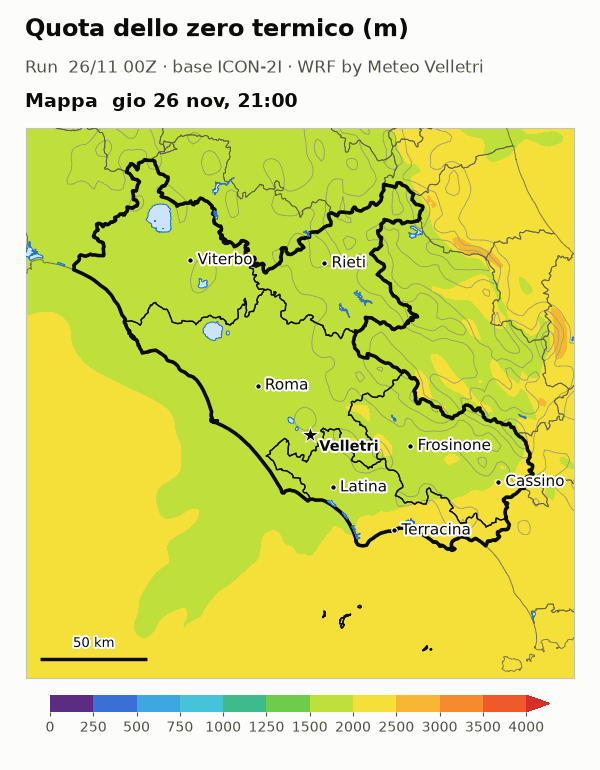 Quota dello zero termico (m)
Run 26/11 00Z · base ICON-2I · WRF by Meteo Velletri
Mappa gio 26 nov, 21:00
Viterbo
Rieti
Roma
Velletri
Frosinone
Latina
Cassino
Terracina
50 km
0 250 500 750 1000 1250 1500 2000 2500 3000 3500 4000